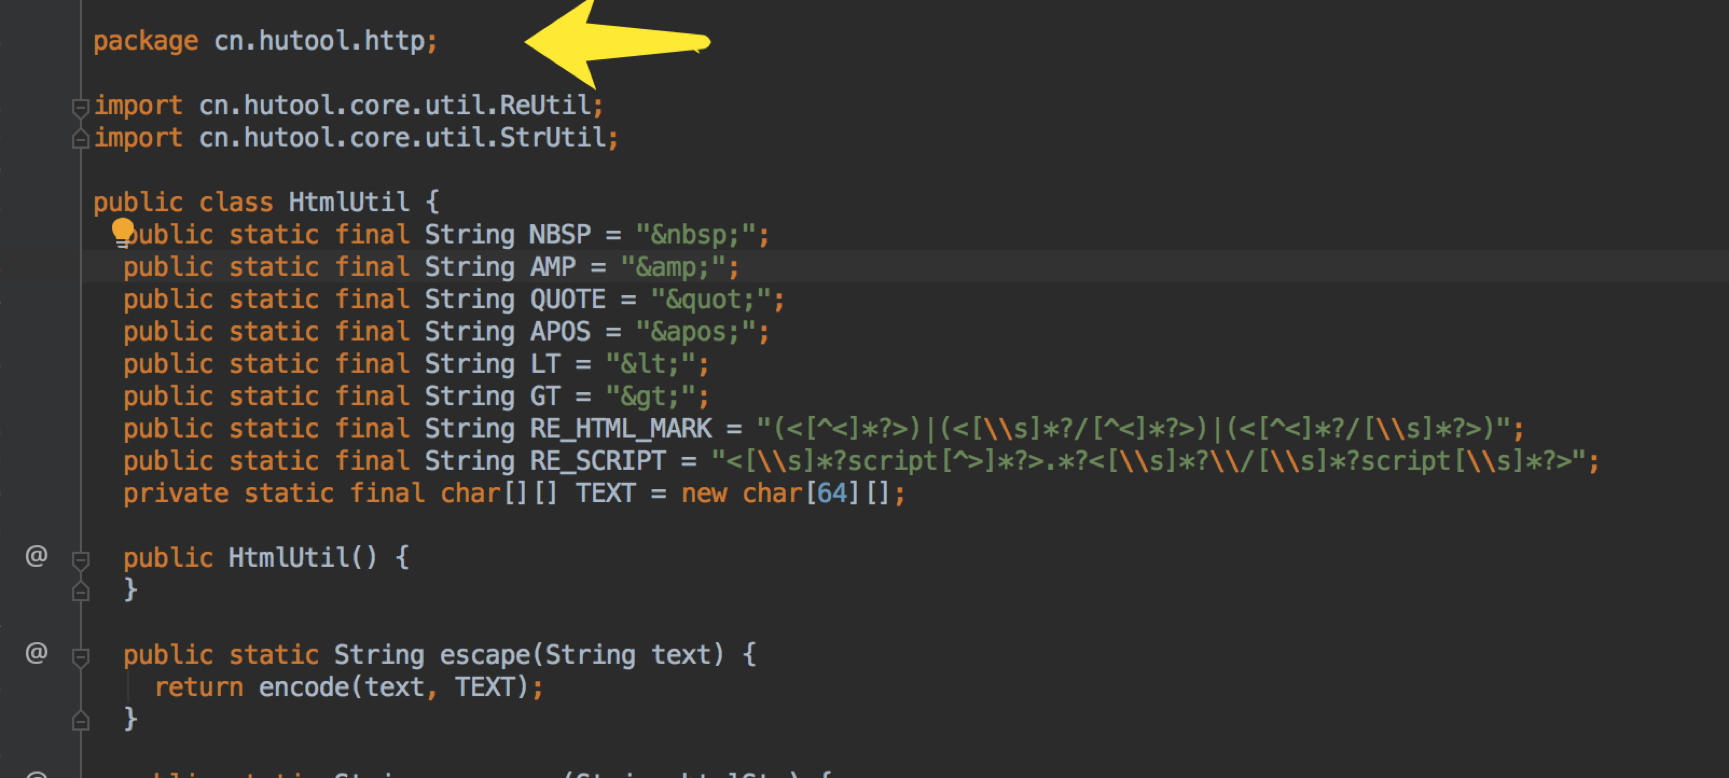 package cn.hutool.http;
import cn.hutool.core.util.ReUtil;
import cn.hutool.core.util.StrUtil;
public class HtmlUtil {
public static final String NBSP = "&nbsp;";
public static final String AMP = "&amp;";
public static final String QUOTE = "&quot;";
public static final String APOS = "&apos;";
public static final String LT = "&lt;";
public static final String GT = "&gt;";
public static final String RE_HTML_MARK = "(<[^<]*?>)|(<[\\s]*?/[^<]*?>)|(<[^<]*?/[\\s]*?>)";
public static final String RE_SCRIPT = "<[\\s]*?script[^>]*?>.*?<[\\s]*?\\/[\\s]*?script[\\s]*?>";
private static final char[][] TEXT = new char[64][];
@ public HtmlUtil() {
}
@ public static String escape(String text) {
return encode(text, TEXT);
}